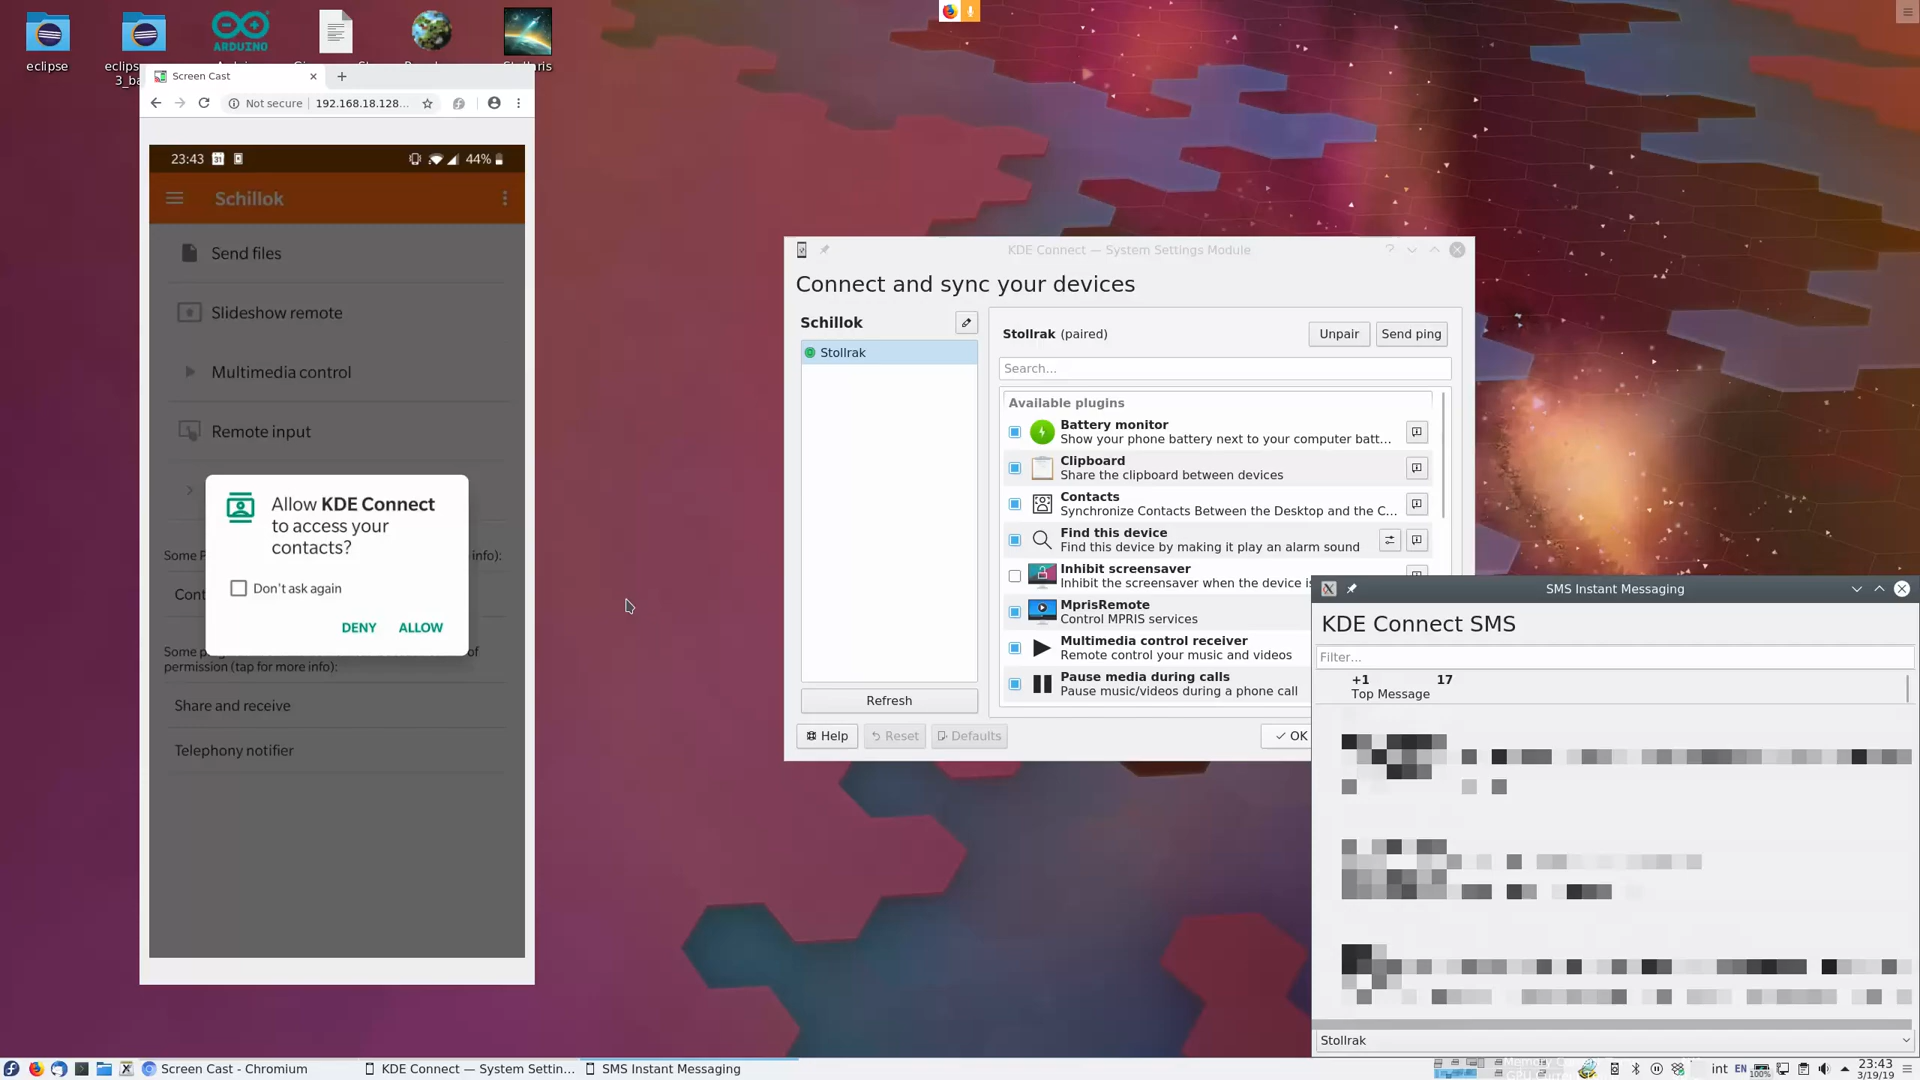 eclipse
Screen Cast
Not secure
192.168.18.128...
23:43
31
44%
Schillok
Send files
Slideshow remote
Multimedia control
Remote input
Allow KDE Connect
to access your
contacts?
Don't ask again
DENY
ALLOW
permission (tap for more info):
Share and receive
Telephony notifier
KDE Connect — System Settings Module
Connect and sync your devices
Schillok
Stollrak
Refresh
Stollrak (paired)
Unpair
Send ping
Search...
Available plugins
Battery monitor
Show your phone battery next to your computer batt...
Clipboard
Share the clipboard between devices
Contacts
Synchronize Contacts Between the Desktop and the C...
Find this device
Find this device by making it play an alarm sound
Inhibit screensaver
Inhibit the screensaver when the device is
MprisRemote
Control MPRIS services
Multimedia control receiver
Remote control your music and videos
Pause media during calls
Pause music/videos during a phone call
Help
Reset
Defaults
OK
SMS Instant Messaging
KDE Connect SMS
Filter...
+1 17
Top Message
Stollrak
Screen Cast - Chromium
KDE Connect — System Settin...
SMS Instant Messaging
int
EN
100%
23:43
3/19/19